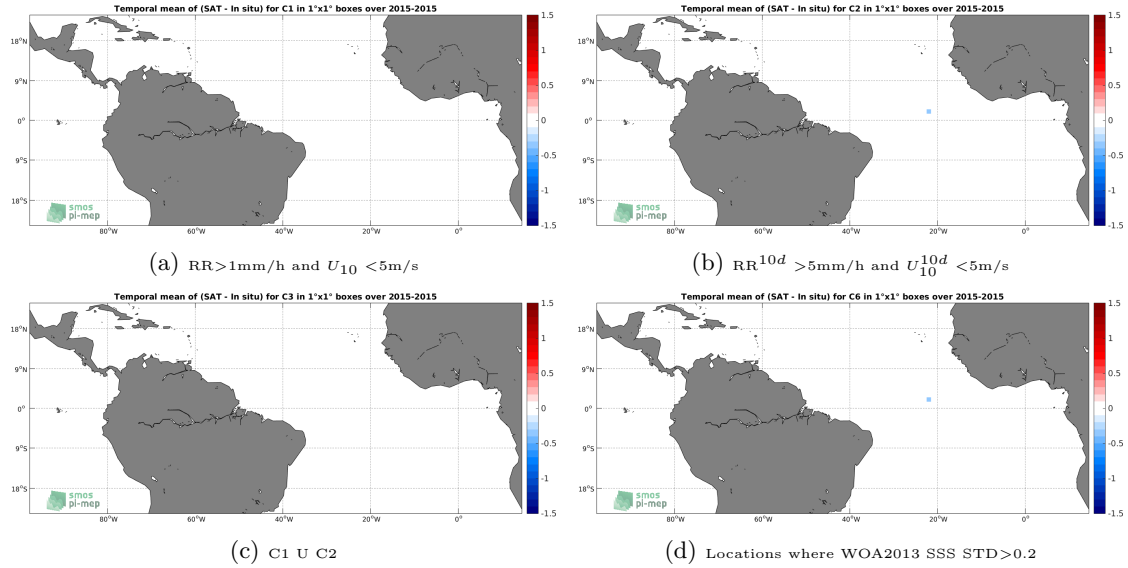 Temporal mean of (SAT - In situ) for C1 in 1°x1° boxes over 2015-2015
18°N
9°N
0°
9°S
18°S
80°W 60°W 40°W 20°W 0°
1.5
1
0.5
0
-0.5
-1
-1.5
smos
pi-mep
(a) RR>1mm/h and U10 <5m/s
Temporal mean of (SAT - In situ) for C2 in 1°x1° boxes over 2015-2015
18°N
9°N
0°
9°S
18°S
80°W 60°W 40°W 20°W 0°
1.5
1
0.5
0
-0.5
-1
-1.5
smos
pi-mep
(b) RR^10d >5mm/h and U10^10d <5m/s
Temporal mean of (SAT - In situ) for C3 in 1°x1° boxes over 2015-2015
18°N
9°N
0°
9°S
18°S
80°W 60°W 40°W 20°W 0°
1.5
1
0.5
0
-0.5
-1
-1.5
smos
pi-mep
(c) C1 U C2
Temporal mean of (SAT - In situ) for C6 in 1°x1° boxes over 2015-2015
18°N
9°N
0°
9°S
18°S
80°W 60°W 40°W 20°W 0°
1.5
1
0.5
0
-0.5
-1
-1.5
smos
pi-mep
(d) Locations where WOA2013 SSS STD>0.2